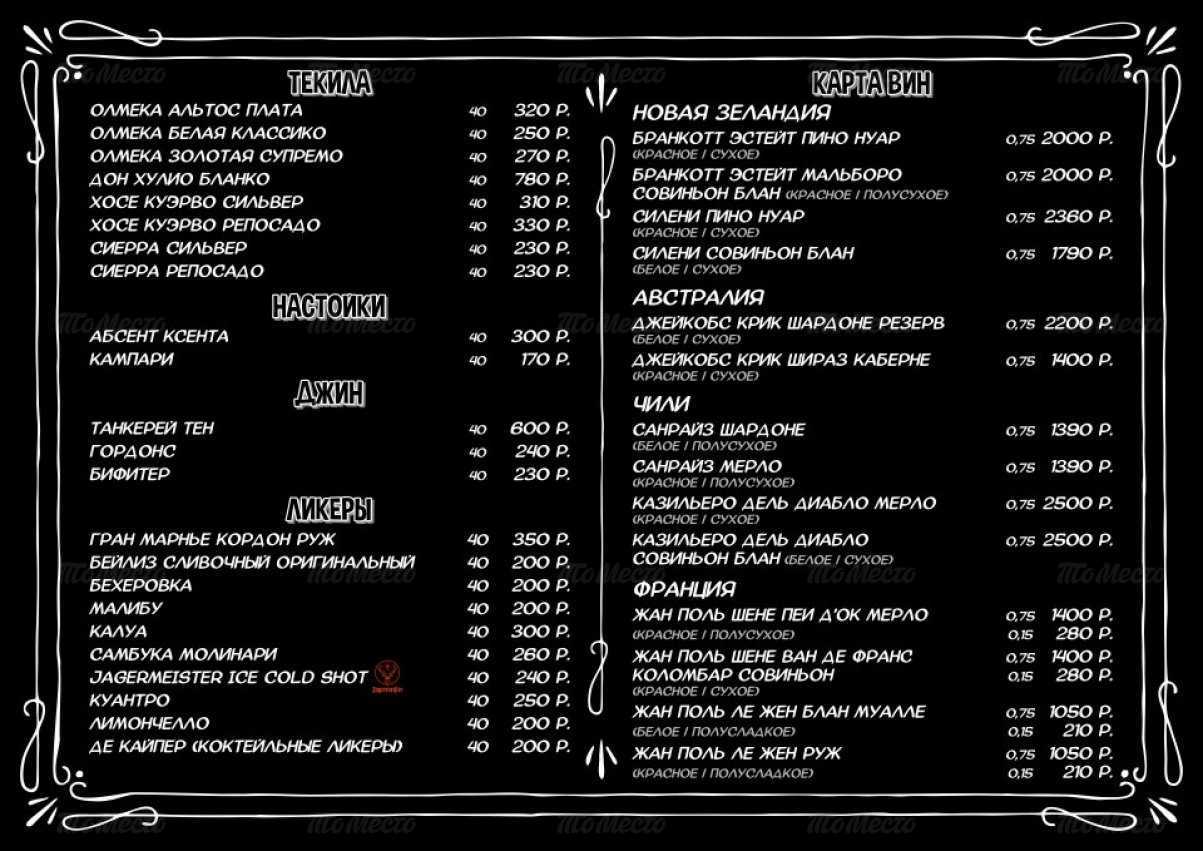 ТЕКИЛА
ОЛМЕКА АЛЬТОС ПЛАТА 40 320 Р.
ОЛМЕКА БЕЛАЯ КЛАССИКО 40 250 Р.
ОЛМЕКА ЗОЛОТАЯ СУПРЕМО 40 270 Р.
ДОН ХУЛИО БЛАНКО 40 780 Р.
ХОСЕ КУЭРВО СИЛЬВЕР 40 310 Р.
ХОСЕ КУЭРВО РЕПОСАДО 40 330 Р.
СИЕРРА СИЛЬВЕР 40 230 Р.
СИЕРРА РЕПОСАДО 40 230 Р.
НАСТОЙКИ
АБСЕНТ КСЕНТА 40 300 Р.
КАМПАРИ 40 170 Р.
ДЖИН
ТАНКЕРЕЙ ТЕН 40 600 Р.
ГОРДОНС 40 240 Р.
БИФИТЕР 40 230 Р.
ЛИКЕРЫ
ГРАН МАРНЬЕ КОРДОН РУЖ 40 350 Р.
БЕЙЛИЗ СЛИВОЧНЫЙ ОРИГИНАЛЬНЫЙ 40 200 Р.
БЕХЕРОВКА 40 200 Р.
МАЛИБУ 40 200 Р.
КАЛУА 40 300 Р.
САМБУКА МОЛИНАРИ 40 260 Р.
JAGERMEISTER ICE COLD SHOT 40 240 Р.
КУАНТРО 40 250 Р.
ЛИМОНЧЕЛЛО 40 200 Р.
ДЕ КАЙПЕР (КОКТЕЙЛЬНЫЕ ЛИКЕРЫ) 40 200 Р.
КАРТА ВИН
НОВАЯ ЗЕЛАНДИЯ
БРАНКОТТ ЭСТЕЙТ ПИНО НУАР 0,75 2000 Р.
(КРАСНОЕ / СУХОЕ)
БРАНКОТТ ЭСТЕЙТ МАЛЬБОРО 0,75 2000 Р.
СОВИНЬОН БЛАН (КРАСНОЕ / ПОЛУСУХОЕ)
СИЛЕНИ ПИНО НУАР 0,75 2360 Р.
(КРАСНОЕ / СУХОЕ)
СИЛЕНИ СОВИНЬОН БЛАН 0,75 1790 Р.
(БЕЛОЕ / СУХОЕ)
АВСТРАЛИЯ
ДЖЕЙКОБС КРИК ШАРДОНЕ РЕЗЕРВ 0,75 2200 Р.
(БЕЛОЕ / СУХОЕ)
ДЖЕЙКОБС КРИК ШИРАЗ КАБЕРНЕ 0,75 1400 Р.
(КРАСНОЕ / СУХОЕ)
ЧИЛИ
САНРАЙЗ ШАРДОНЕ 0,75 1390 Р.
(БЕЛОЕ / ПОЛУСУХОЕ)
САНРАЙЗ МЕРЛО 0,75 1390 Р.
(КРАСНОЕ / ПОЛУСУХОЕ)
КАЗИЛЬЕРО ДЕЛЬ ДИАБЛО МЕРЛО 0,75 2500 Р.
(КРАСНОЕ / СУХОЕ)
КАЗИЛЬЕРО ДЕЛЬ ДИАБЛО 0,75 2500 Р.
СОВИНЬОН БЛАН (БЕЛОЕ / СУХОЕ)
ФРАНЦИЯ
ЖАН ПОЛЬ ШЕНЕ ПЕИ Д'ОК МЕРЛО 0,75 1400 Р.
(КРАСНОЕ / ПОЛУСУХОЕ) 0,15 280 Р.
ЖАН ПОЛЬ ШЕНЕ ВАН ДЕ ФРАНС 0,75 1400 Р.
КОЛОМБАР СОВИНЬОН 0,15 280 Р.
(КРАСНОЕ / СУХОЕ)
ЖАН ПОЛЬ ЛЕ ЖЕН БЛАН МУАЛЛЕ 0,75 1050 Р.
(БЕЛОЕ / ПОЛУСЛАДКОЕ) 0,15 210 Р.
ЖАН ПОЛЬ ЛЕ ЖЕН РУЖ 0,75 1050 Р.
(КРАСНОЕ / ПОЛУСЛАДКОЕ) 0,15 210 Р.